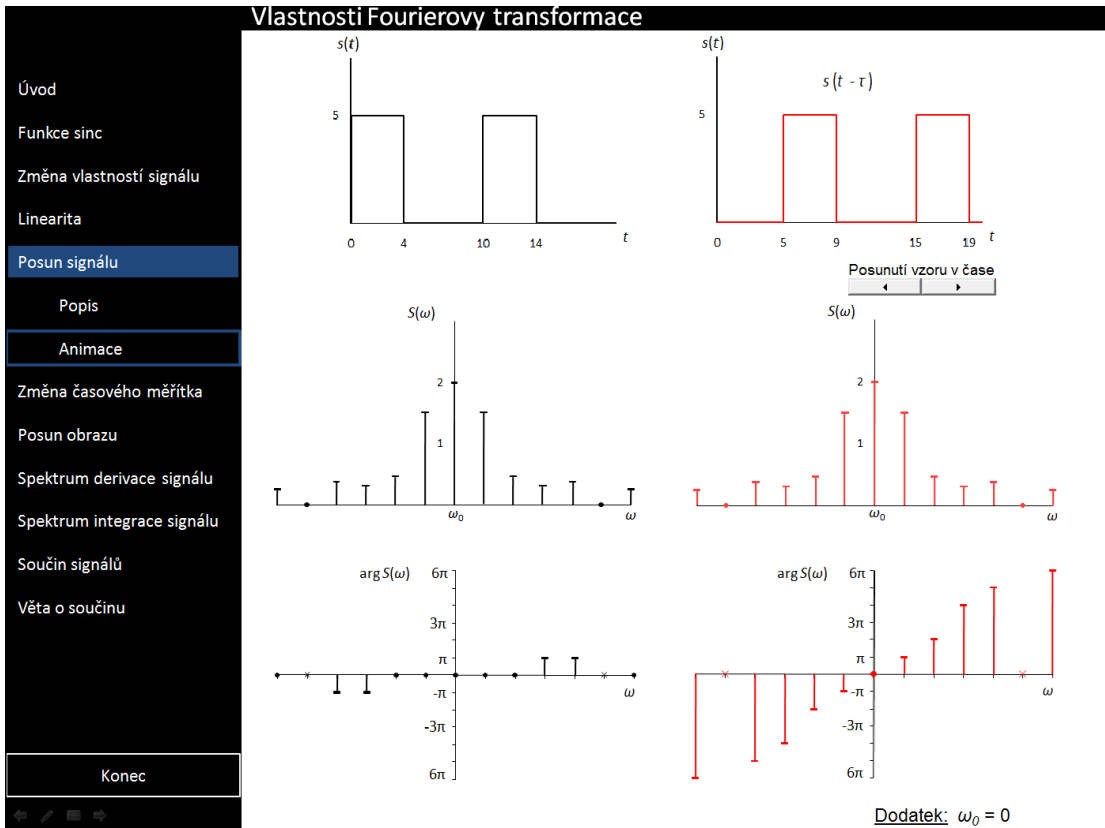 Vlastnosti Fourierovy transformace
Úvod
Funkce sinc
Změna vlastností signálu
Linearita
Posun signálu
Popis
Animace
Změna časového měřítka
Posun obrazu
Spektrum derivace signálu
Spektrum integrace signálu
Součin signálů
Věta o součinu
Konec
s(t)
5
0 4 10 14 t
s(t)
s (t - τ)
5
0 5 9 15 19 t
Posunutí vzoru v čase
S(ω)
2
1
ω0 ω
S(ω)
2
1
ω0 ω
arg S(ω) 6π
3π
π
-π ω
-3π
6π
arg S(ω) 6π
3π
π
-π ω
-3π
6π
Dodatek: ω0 = 0